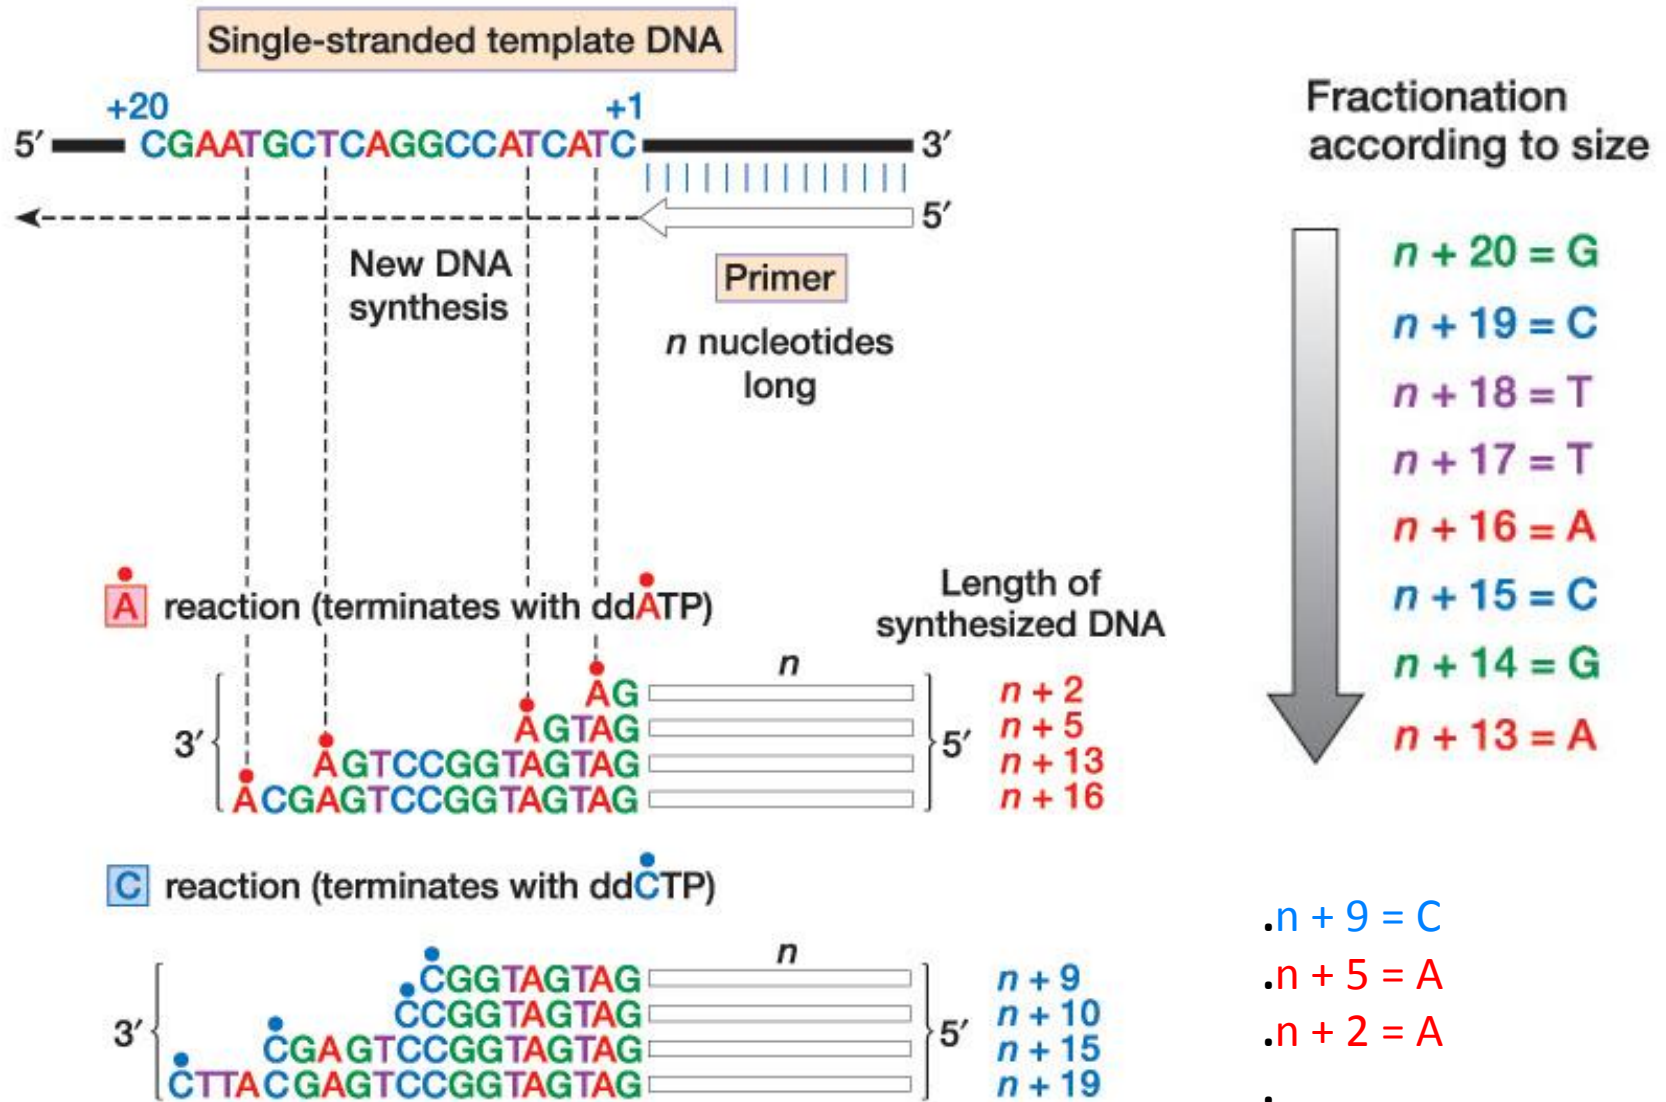 Single-stranded template DNA
+20 +1
5′ CGAATGCTCAGGCCATCATC 3′
5′
New DNA
synthesis
Primer
n nucleotides
long
A reaction (terminates with ddATP)
Length of
synthesized DNA
n
AG n + 2
AGTAG n + 5
3′ 5′
AGTCCGGTAGTAG n + 13
ACGAGTCCGGTAGTAG n + 16
C reaction (terminates with ddCTP)
n
CGGTAGTAG n + 9
CCGGTAGTAG n + 10
3′ 5′
CGAGTCCGGTAGTAG n + 15
CTTACGAGTCCGGTAGTAG n + 19
Fractionation
according to size
n + 20 = G
n + 19 = C
n + 18 = T
n + 17 = T
n + 16 = A
n + 15 = C
n + 14 = G
n + 13 = A
.n + 9 = C
.n + 5 = A
.n + 2 = A
.